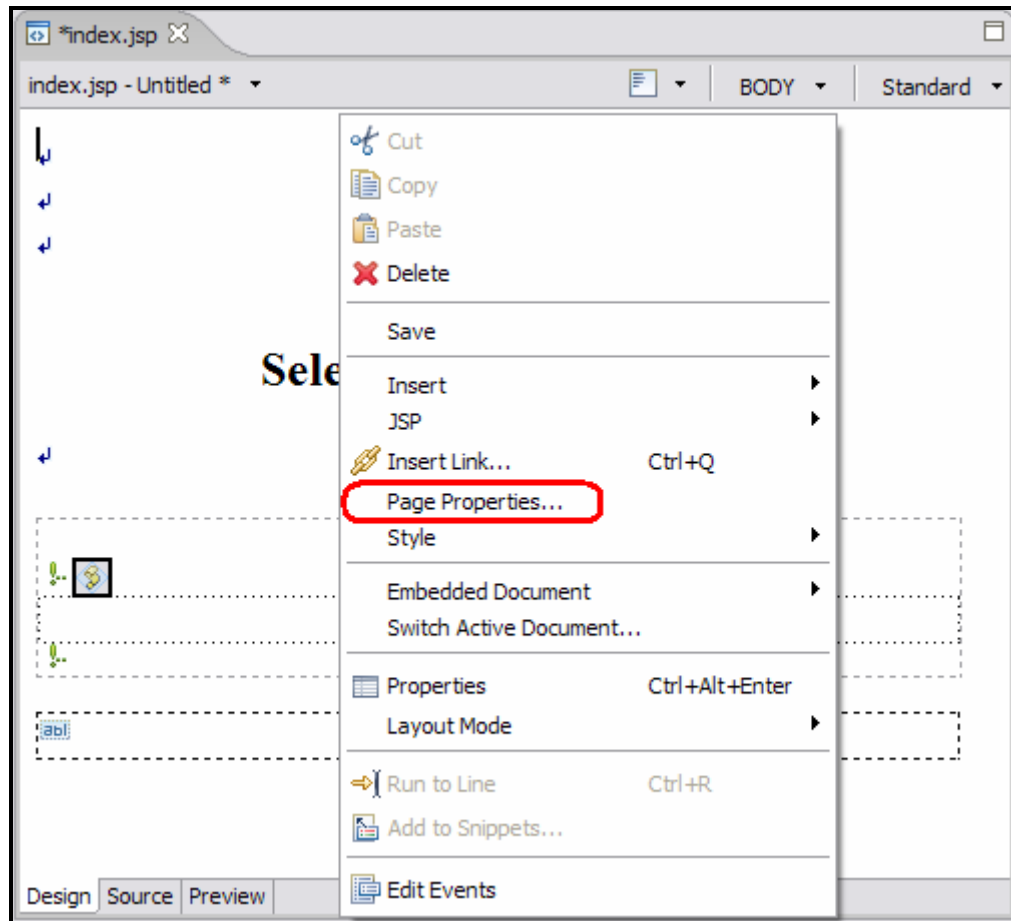 *index.jsp
index.jsp - Untitled *
BODY
Standard
Cut
Copy
Paste
Delete
Save
Sele
Insert
JSP
Insert Link... Ctrl+Q
Page Properties...
Style
Embedded Document
Switch Active Document...
Properties Ctrl+Alt+Enter
Layout Mode
abl
Run to Line Ctrl+R
Add to Snippets...
Edit Events
Design Source Preview